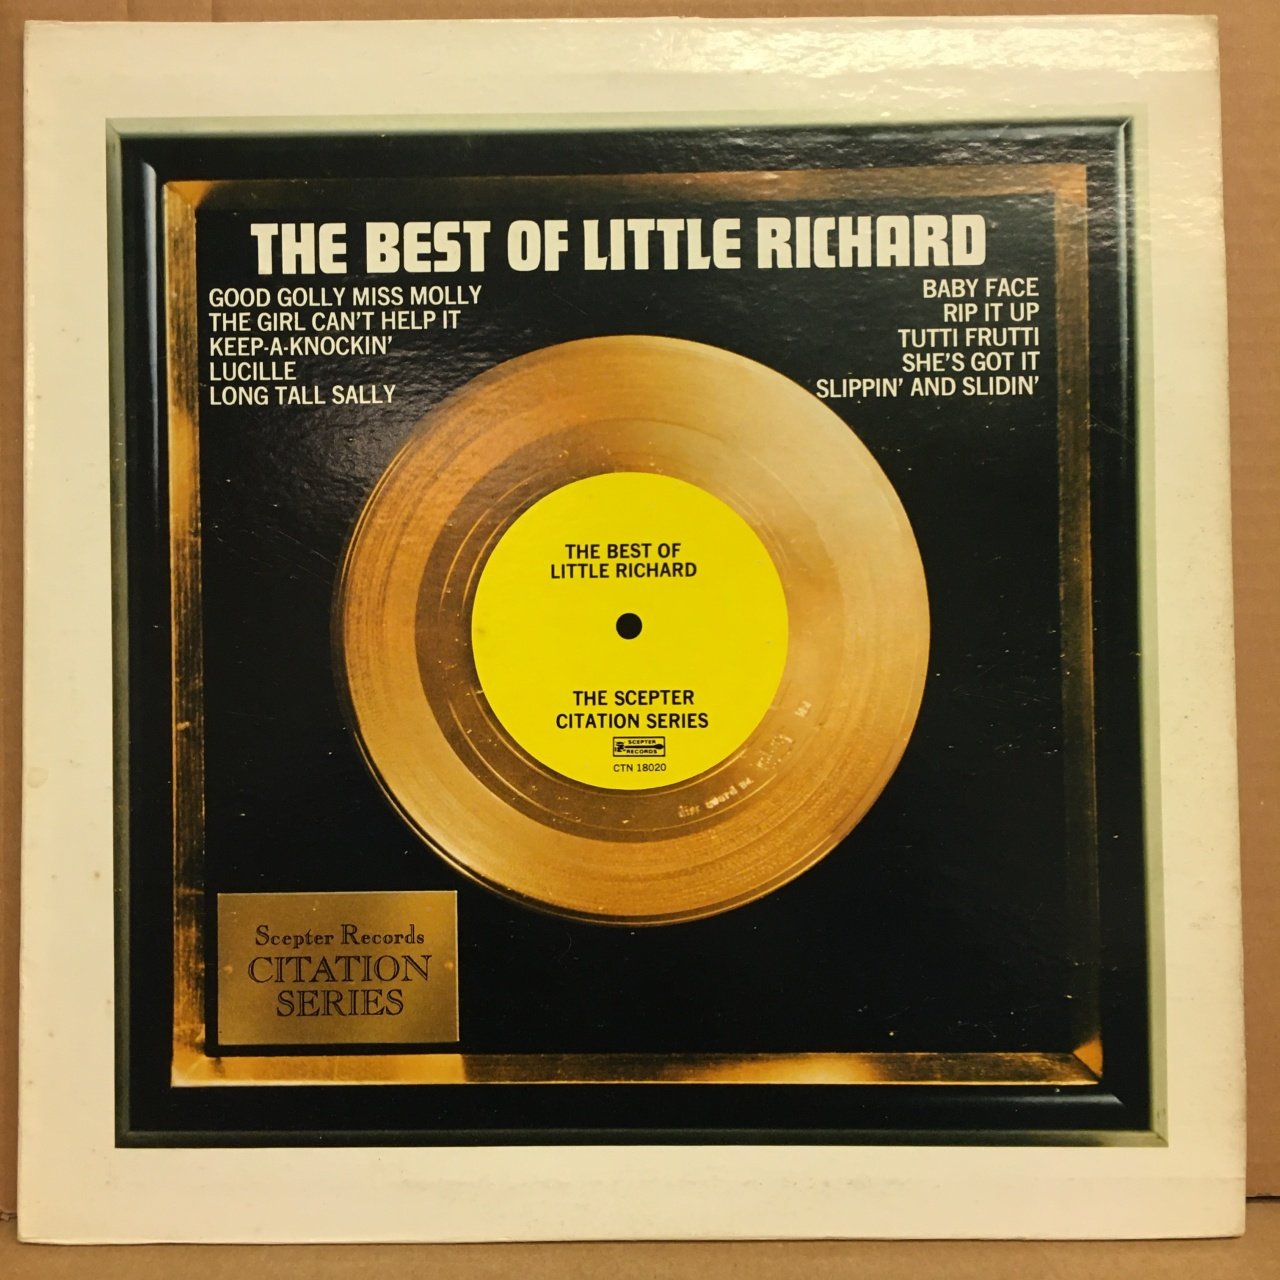 THE BEST OF LITTLE RICHARD
GOOD GOLLY MISS MOLLY
THE GIRL CAN'T HELP IT
KEEP-A-KNOCKIN'
LUCILLE
LONG TALL SALLY
BABY FACE
RIP IT UP
TUTTI FRUTTI
SHE'S GOT IT
SLIPPIN' AND SLIDIN'
THE BEST OF
LITTLE RICHARD
THE SCEPTER
CITATION SERIES
SCEPTER
RECORDS
CTN 18020
Scepter Records
CITATION
SERIES